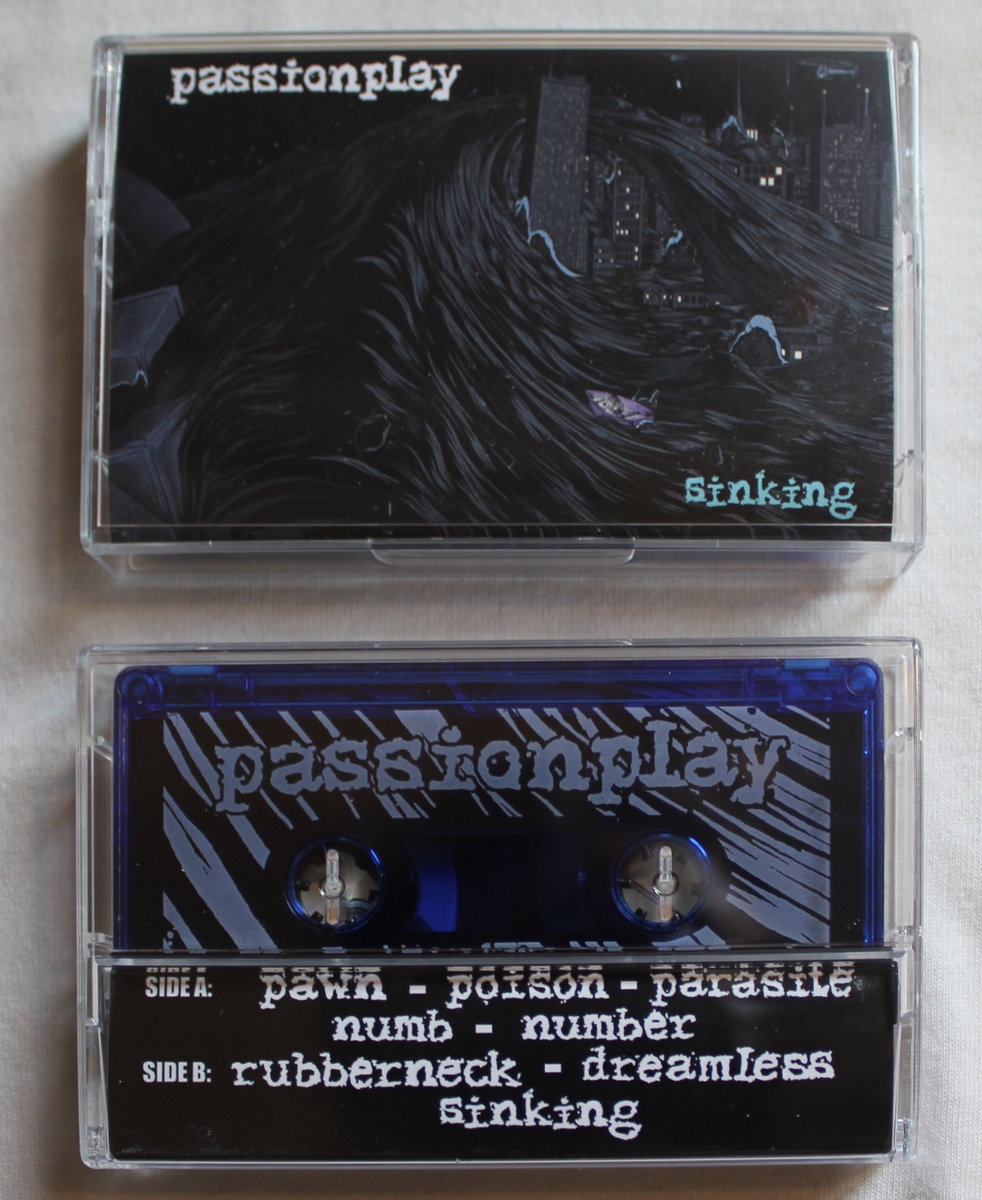 passionplay
sinking
passionplay
SIDE A: pawn - poison - parasite
numb - number
SIDE B: rubberneck - dreamless
sinking